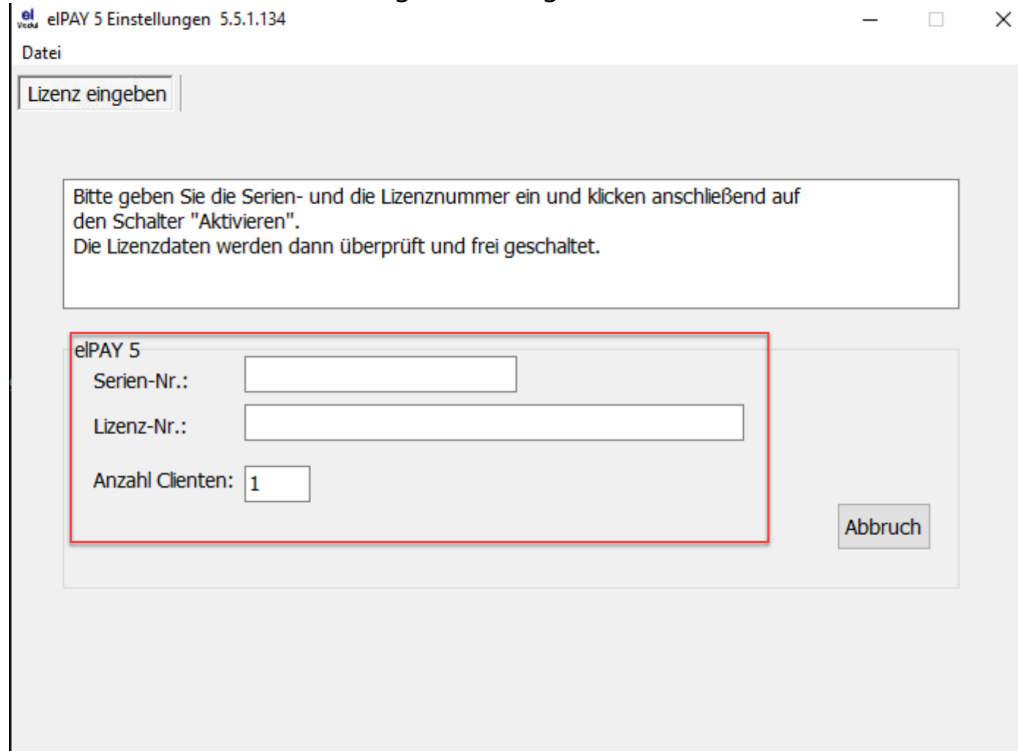 elPAY 5 Einstellungen 5.5.1.134
Datei
Lizenz eingeben
Bitte geben Sie die Serien- und die Lizenznummer ein und klicken anschließend auf
den Schalter "Aktivieren".
Die Lizenzdaten werden dann überprüft und frei geschaltet.
elPAY 5
Serien-Nr.:
Lizenz-Nr.:
Anzahl Clienten: 1
Abbruch